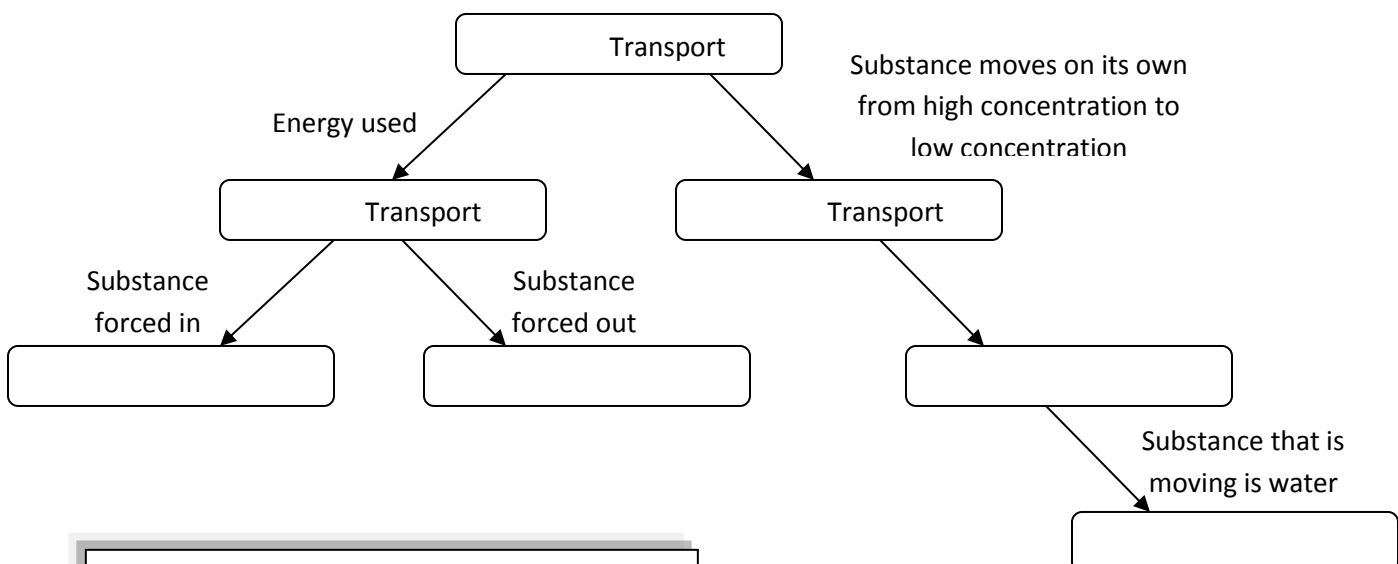 Transport
Substance moves on its own
from high concentration to
low concentration
Energy used
Transport
Transport
Substance
forced in
Substance
forced out
Substance that is
moving is water